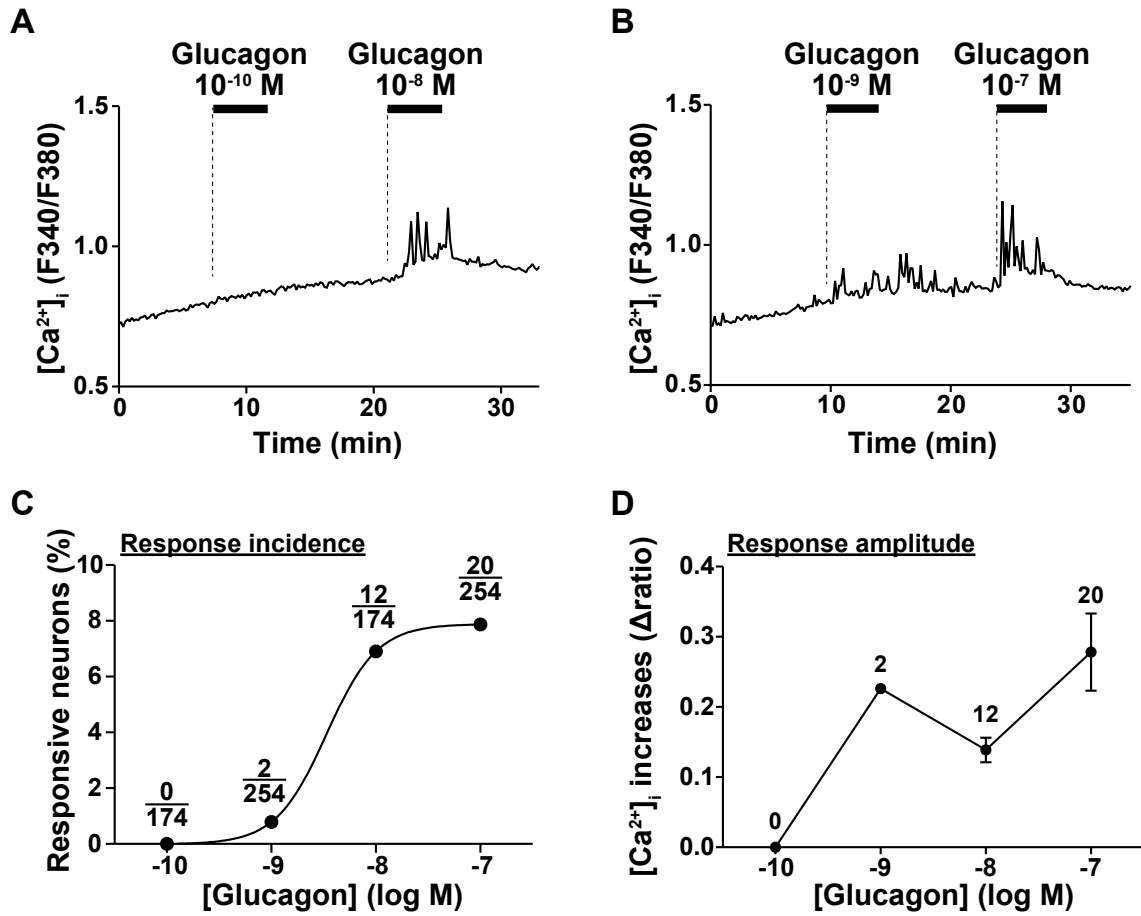 A
Glucagon
10⁻¹⁰ M
Glucagon
10⁻⁸ M
[Ca²⁺]ᵢ (F340/F380)
1.5
1.0
0.5
0 10 20 30
Time (min)
B
Glucagon
10⁻⁹ M
Glucagon
10⁻⁷ M
[Ca²⁺]ᵢ (F340/F380)
1.5
1.0
0.5
0 10 20 30
Time (min)
C
Response incidence
Responsive neurons (%)
10
8
6
4
2
0
0
174
2
254
12
174
20
254
-10 -9 -8 -7
[Glucagon] (log M)
D
Response amplitude
[Ca²⁺]ᵢ increases (Δratio)
0.4
0.3
0.2
0.1
0.0
0
2
12
20
-10 -9 -8 -7
[Glucagon] (log M)